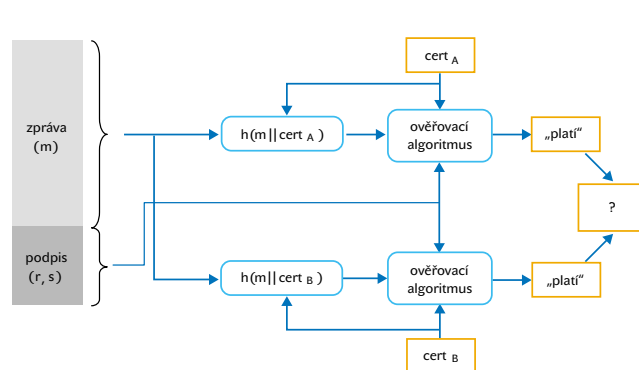 cert A
zpráva
(m)
h(m||cert A )
ověřovací
algoritmus
„platí“
?
podpis
(r, s)
h(m||cert B )
ověřovací
algoritmus
„platí“
cert B